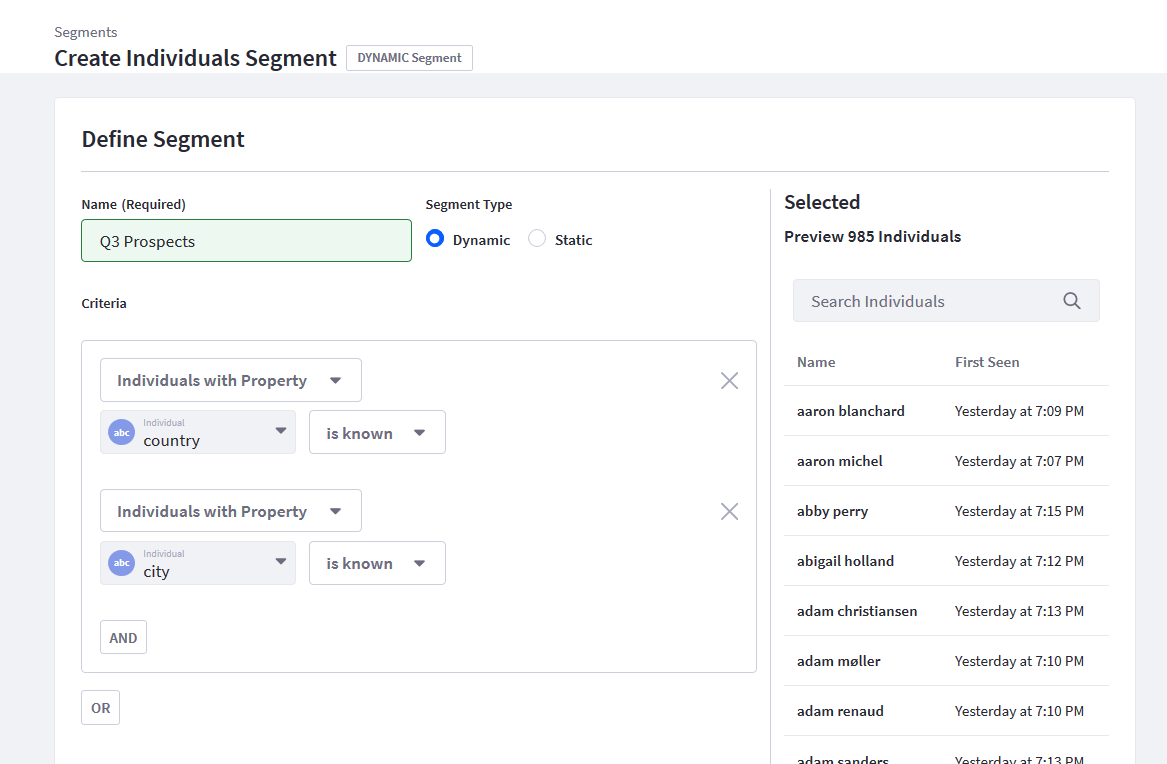 Segments
Create Individuals Segment DYNAMIC Segment
Define Segment
Name (Required)
Segment Type
Q3 Prospects
Dynamic
Static
Criteria
Individuals with Property
abc
Individual
country
is known
Individuals with Property
abc
Individual
city
is known
AND
OR
Selected
Preview 985 Individuals
Search Individuals
Name First Seen
aaron blanchard Yesterday at 7:09 PM
aaron michel Yesterday at 7:07 PM
abby perry Yesterday at 7:15 PM
abigail holland Yesterday at 7:12 PM
adam christiansen Yesterday at 7:13 PM
adam møller Yesterday at 7:10 PM
adam renaud Yesterday at 7:10 PM
adam sanders Yesterday at 7:13 PM